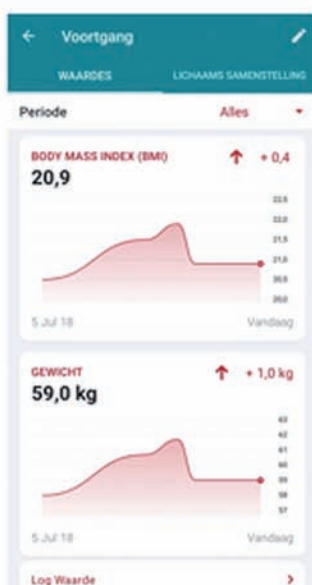 Voortgang
WAARDES LICHAAMS SAMENSTELLING
Periode Alles
BODY MASS INDEX (BMI) + 0,4
20,9
22,5
22,0
21,5
21,0
20,5
20,0
5 Jul 18 Vandaag
GEWICHT + 1,0 kg
59,0 kg
63
62
61
60
59
58
57
5 Jul 18 Vandaag
Log Waarde